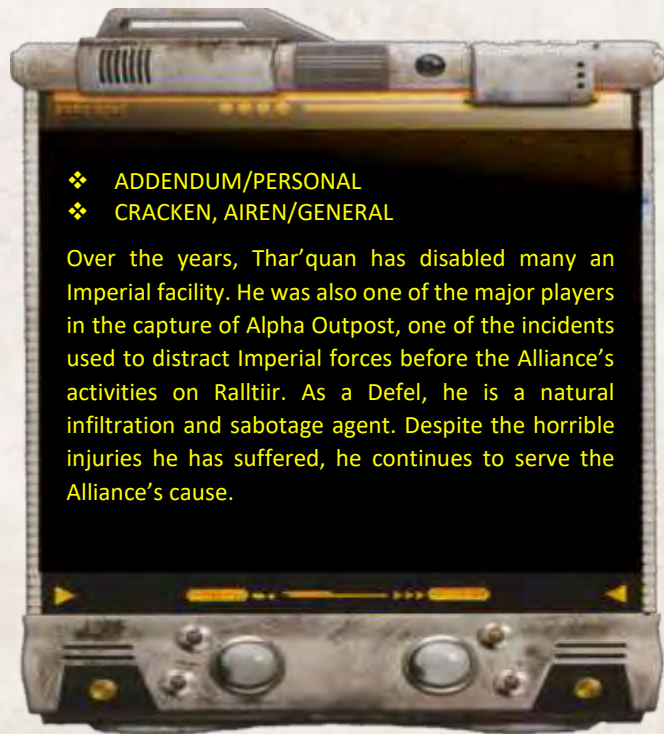 ❖ ADDENDUM/PERSONAL
❖ CRACKEN, AIREN/GENERAL
Over the years, Thar’quan has disabled many an
Imperial facility. He was also one of the major players
in the capture of Alpha Outpost, one of the incidents
used to distract Imperial forces before the Alliance’s
activities on Ralltiir. As a Defel, he is a natural
infiltration and sabotage agent. Despite the horrible
injuries he has suffered, he continues to serve the
Alliance’s cause.